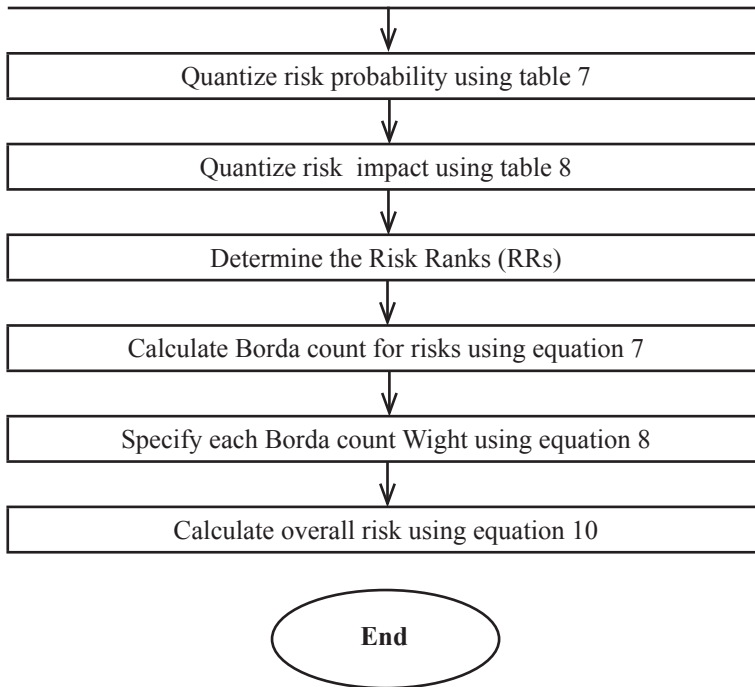 Quantize risk probability using table 7
Quantize risk impact using table 8
Determine the Risk Ranks (RRs)
Calculate Borda count for risks using equation 7
Specify each Borda count Wight using equation 8
Calculate overall risk using equation 10
End